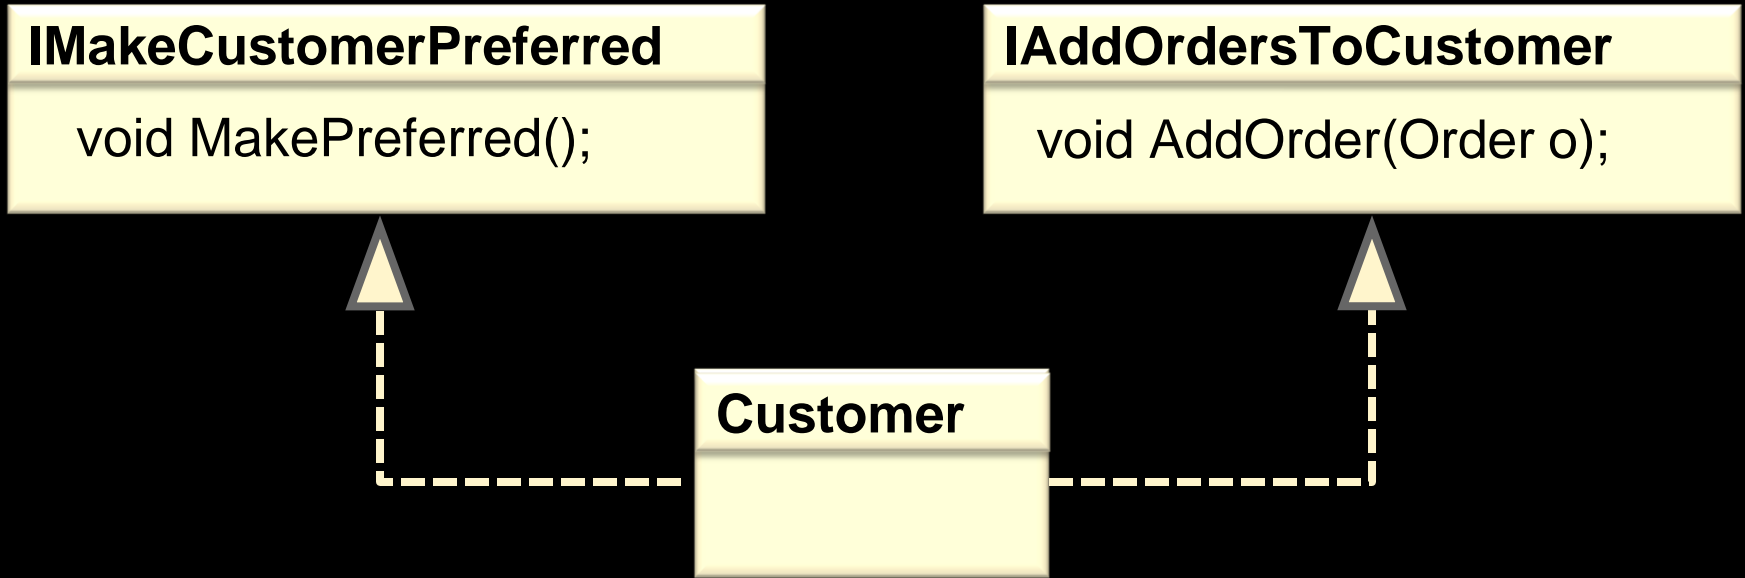 IMakeCustomerPreferred
void MakePreferred();
IAddOrdersToCustomer
void AddOrder(Order o);
Customer